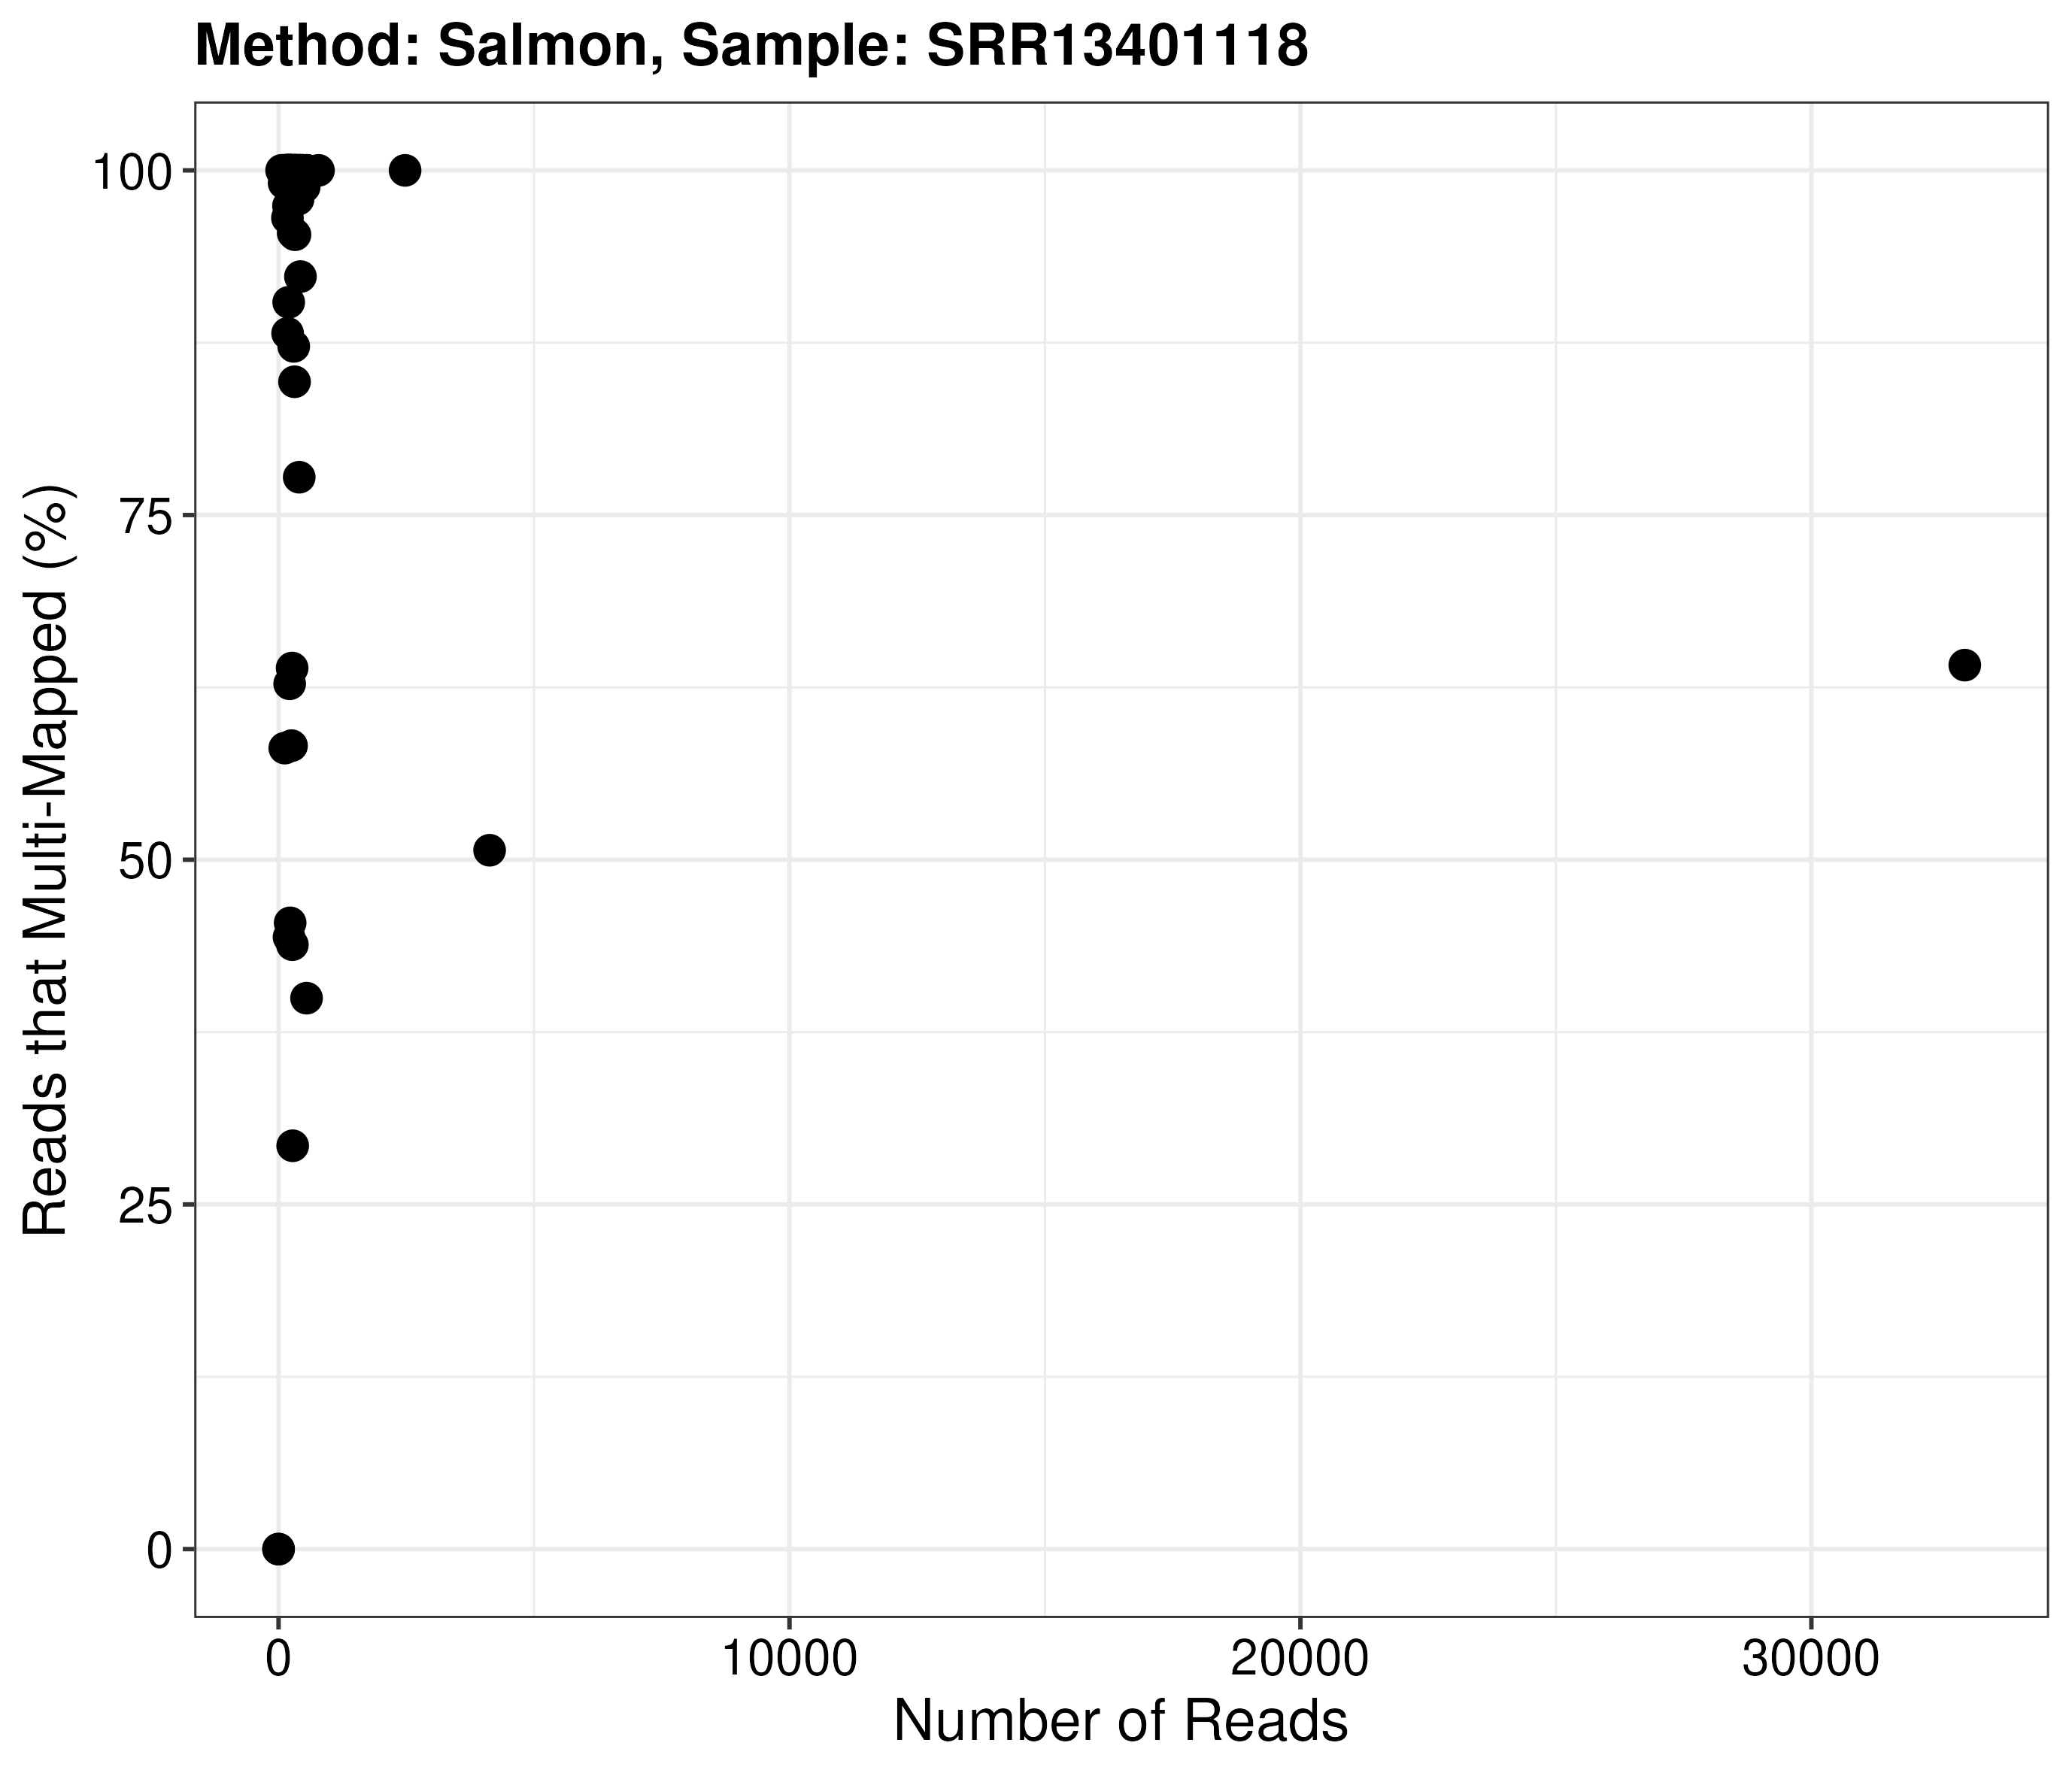 Method: Salmon, Sample: SRR13401118
Reads that Multi-Mapped (%)
100
75
50
25
0
0 10000 20000 30000
Number of Reads